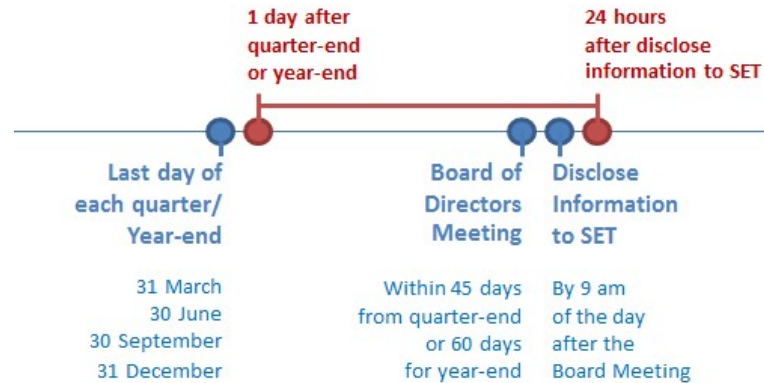 1 day after
quarter-end
or year-end
24 hours
after disclose
information to SET
Last day of
each quarter/
Year-end
Board of
Directors
Meeting
Disclose
Information
to SET
31 March
30 June
30 September
31 December
Within 45 days
from quarter-end
or 60 days
for year-end
By 9 am
of the day
after the
Board Meeting